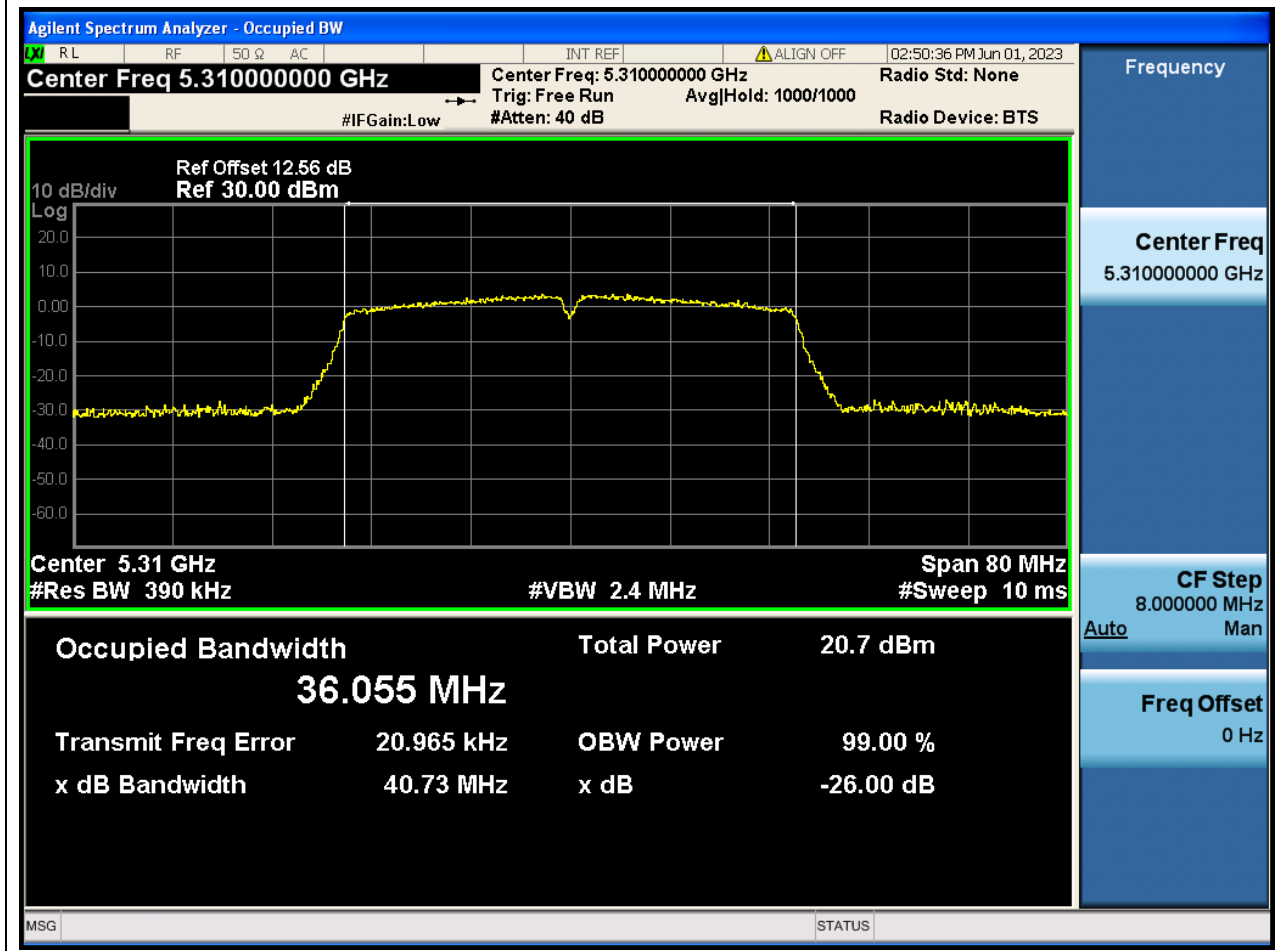 Agilent Spectrum Analyzer - Occupied BW
LXI RL RF 50 Ω AC INT REF ALIGN OFF 02:50:36 PM Jun 01, 2023
Center Freq 5.310000000 GHz
Center Freq: 5.310000000 GHz Radio Std: None
Trig: Free Run Avg|Hold: 1000/1000
#IFGain:Low #Atten: 40 dB Radio Device: BTS
Ref Offset 12.56 dB
10 dB/div Ref 30.00 dBm
Log
20.0
10.0
0.00
-10.0
-20.0
-30.0
-40.0
-50.0
-60.0
Center 5.31 GHz Span 80 MHz
#Res BW 390 kHz #VBW 2.4 MHz #Sweep 10 ms
Occupied Bandwidth Total Power 20.7 dBm
36.055 MHz
Transmit Freq Error 20.965 kHz OBW Power 99.00 %
x dB Bandwidth 40.73 MHz x dB -26.00 dB
Frequency
Center Freq
5.310000000 GHz
CF Step
8.000000 MHz
Auto Man
Freq Offset
0 Hz
MSG STATUS